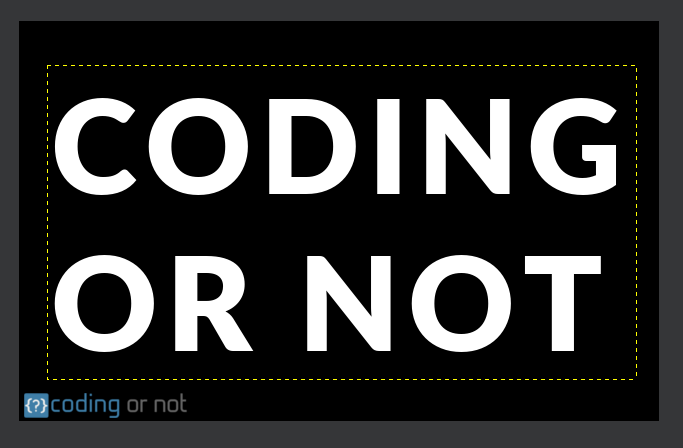 CODING
OR NOT
{?} coding or not